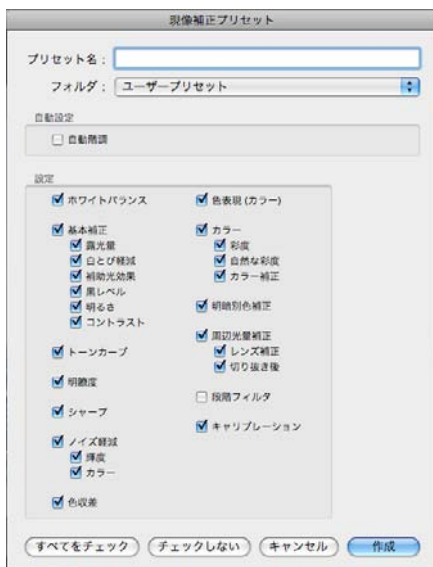 現像補正プリセット
プリセット名：
フォルダ： ユーザープリセット
自動設定
自動階調
設定
ホワイトバランス
基本補正
露光量
白とび軽減
補助光効果
黒レベル
明るさ
コントラスト
トーンカーブ
明瞭度
シャープ
ノイズ軽減
輝度
カラー
色収差
色表現 (カラー)
カラー
彩度
自然な彩度
カラー補正
明暗別色補正
周辺光量補正
レンズ補正
切り抜き後
段階フィルタ
キャリブレーション
すべてをチェック チェックしない キャンセル 作成